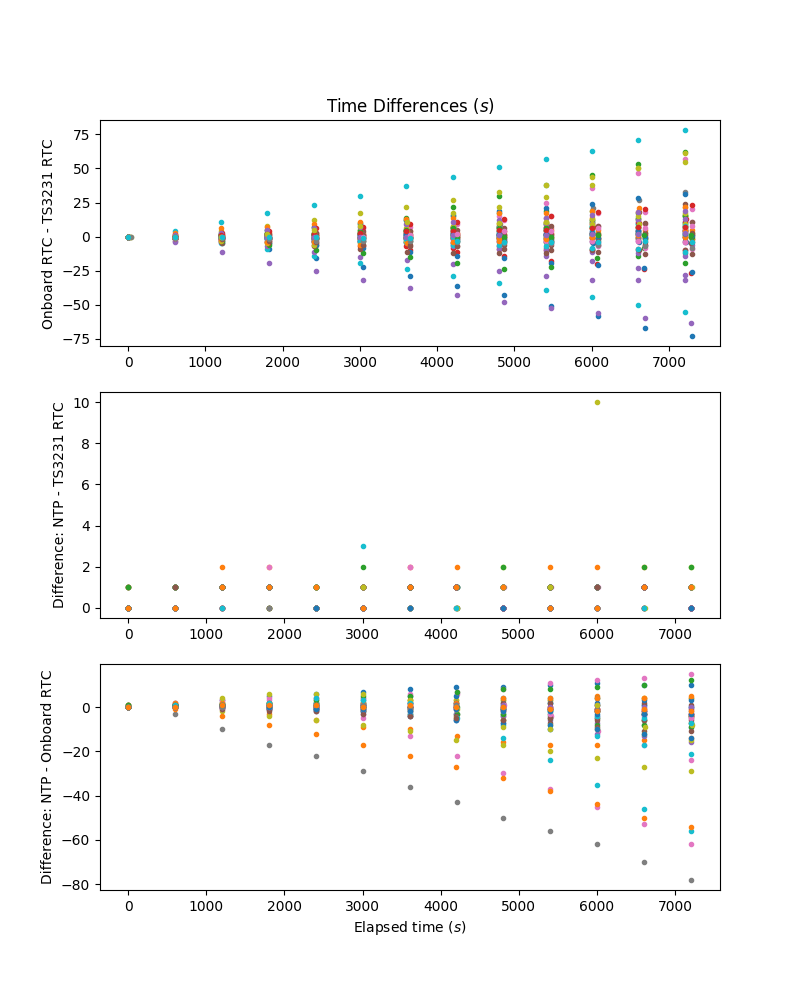 Time Differences (s)
Onboard RTC - TS3231 RTC
75
50
25
0
−25
−50
−75
0 1000 2000 3000 4000 5000 6000 7000
Difference: NTP - TS3231 RTC
10
8
6
4
2
0
0 1000 2000 3000 4000 5000 6000 7000
Difference: NTP - Onboard RTC
0
−20
−40
−60
−80
0 1000 2000 3000 4000 5000 6000 7000
Elapsed time (s)